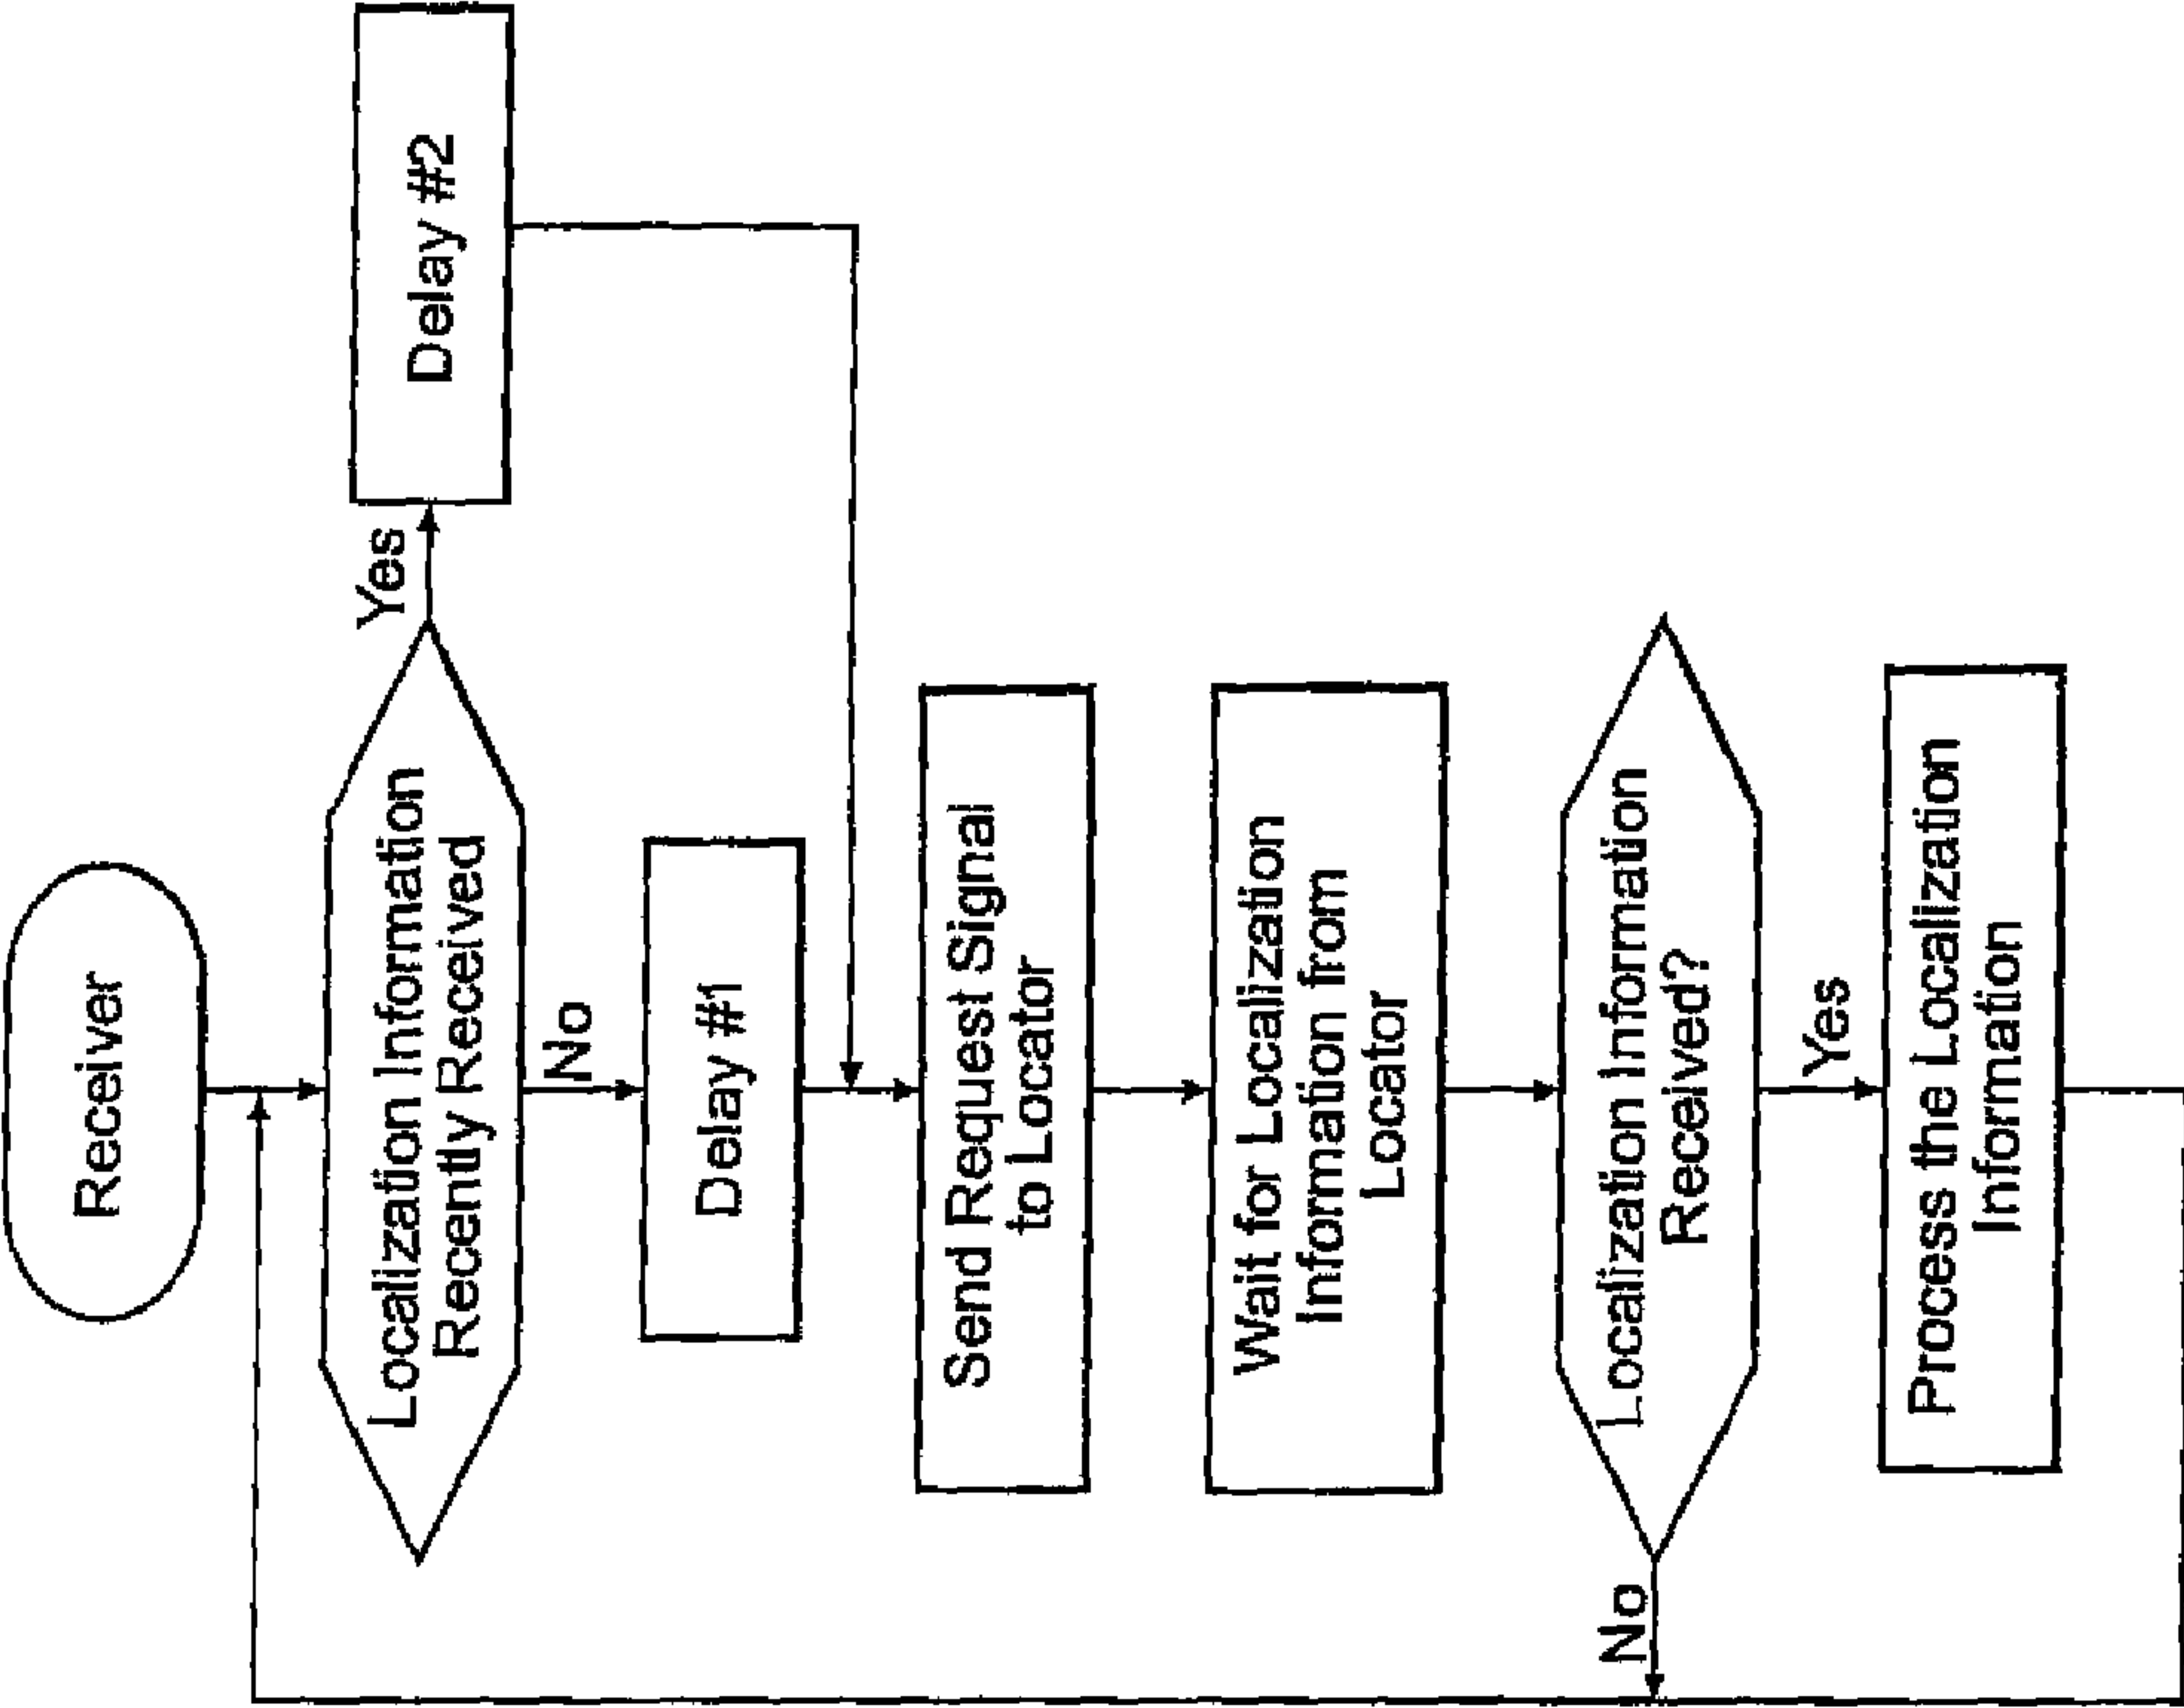 Receiver
Localization Information
Recently Received
Yes
Delay #2
No
Delay #1
Send Request Signal
to Locator
Wait for Localization
Information from
Locator
Localization Information
Received?
No
Yes
Process the Localization
Information